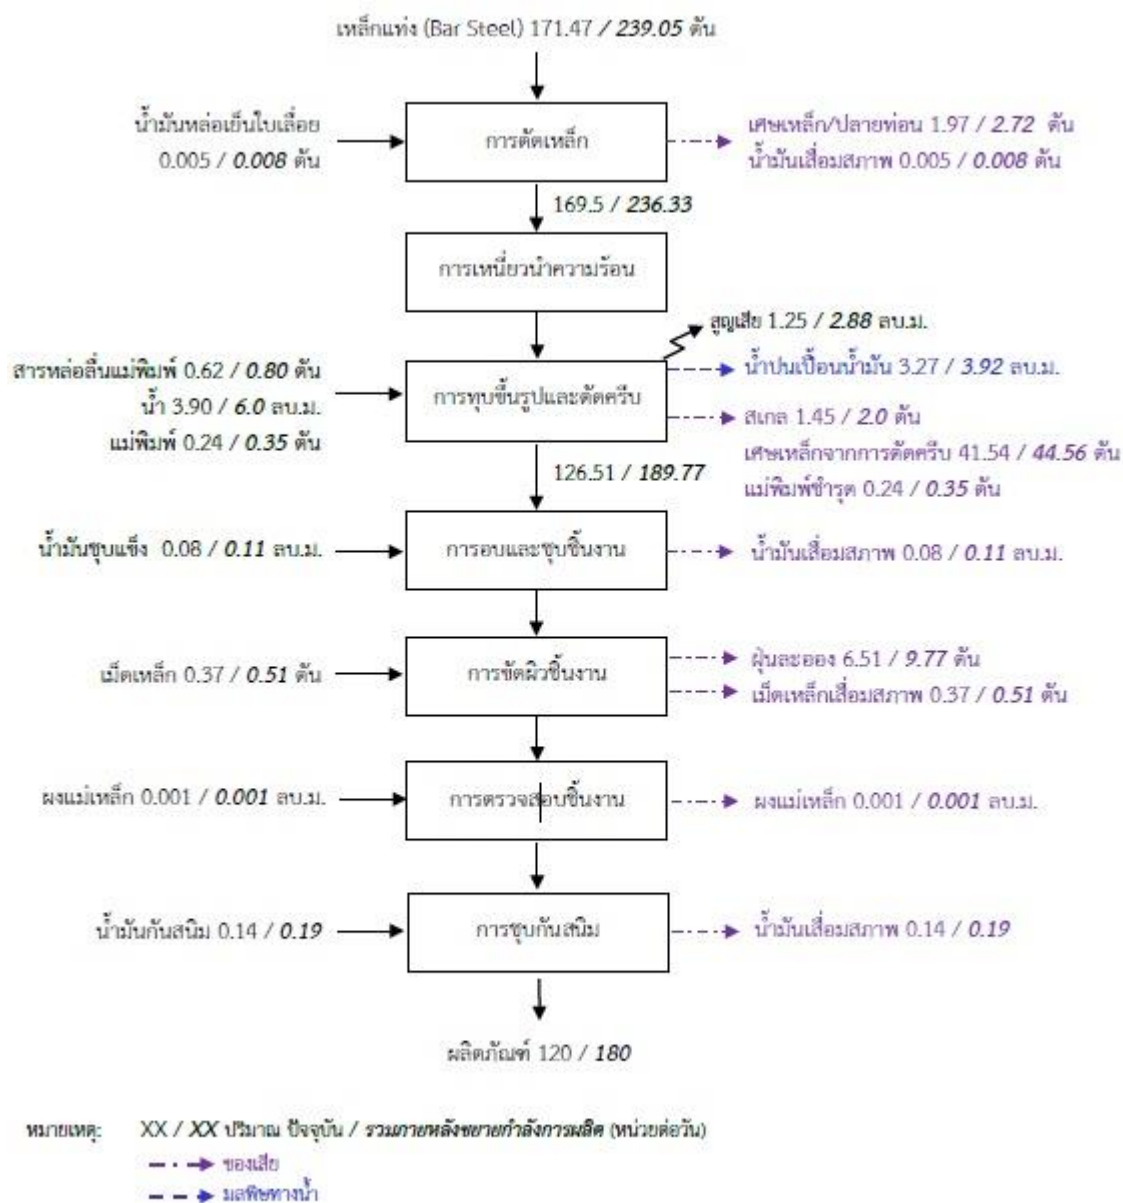 เหล็กแท่ง (Bar Steel) 171.47 / 239.05 ตัน
น้ำมันหล่อเย็นใบเลื่อย
0.005 / 0.008 ตัน
การตัดเหล็ก
เศษเหล็ก/ปลายท่อน 1.97 / 2.72 ตัน
น้ำมันเสื่อมสภาพ 0.005 / 0.008 ตัน
169.5 / 236.33
การเหนี่ยวนำความร้อน
สูญเสีย 1.25 / 2.88 ลบ.ม.
สารหล่อลื่นแม่พิมพ์ 0.62 / 0.80 ตัน
น้ำ 3.90 / 6.0 ลบ.ม.
แม่พิมพ์ 0.24 / 0.35 ตัน
การทุบขึ้นรูปและตัดครีบ
น้ำปนเปื้อนน้ำมัน 3.27 / 3.92 ลบ.ม.
สเกล 1.45 / 2.0 ตัน
เศษเหล็กจากการตัดครีบ 41.54 / 44.56 ตัน
แม่พิมพ์ชำรุด 0.24 / 0.35 ตัน
126.51 / 189.77
น้ำมันชุบแข็ง 0.08 / 0.11 ลบ.ม.
การอบและชุบชิ้นงาน
น้ำมันเสื่อมสภาพ 0.08 / 0.11 ลบ.ม.
เม็ดเหล็ก 0.37 / 0.51 ตัน
การขัดผิวชิ้นงาน
ฝุ่นละออง 6.51 / 9.77 ตัน
เม็ดเหล็กเสื่อมสภาพ 0.37 / 0.51 ตัน
ผงแม่เหล็ก 0.001 / 0.001 ลบ.ม.
การตรวจสอบชิ้นงาน
ผงแม่เหล็ก 0.001 / 0.001 ลบ.ม.
น้ำมันกันสนิม 0.14 / 0.19
การชุบกันสนิม
น้ำมันเสื่อมสภาพ 0.14 / 0.19
ผลิตภัณฑ์ 120 / 180
หมายเหตุ: XX / XX ปริมาณ ปัจจุบัน / รวมภายหลังขยายกำลังการผลิต (หน่วยต่อวัน)
ของเสีย
มลพิษทางน้ำ